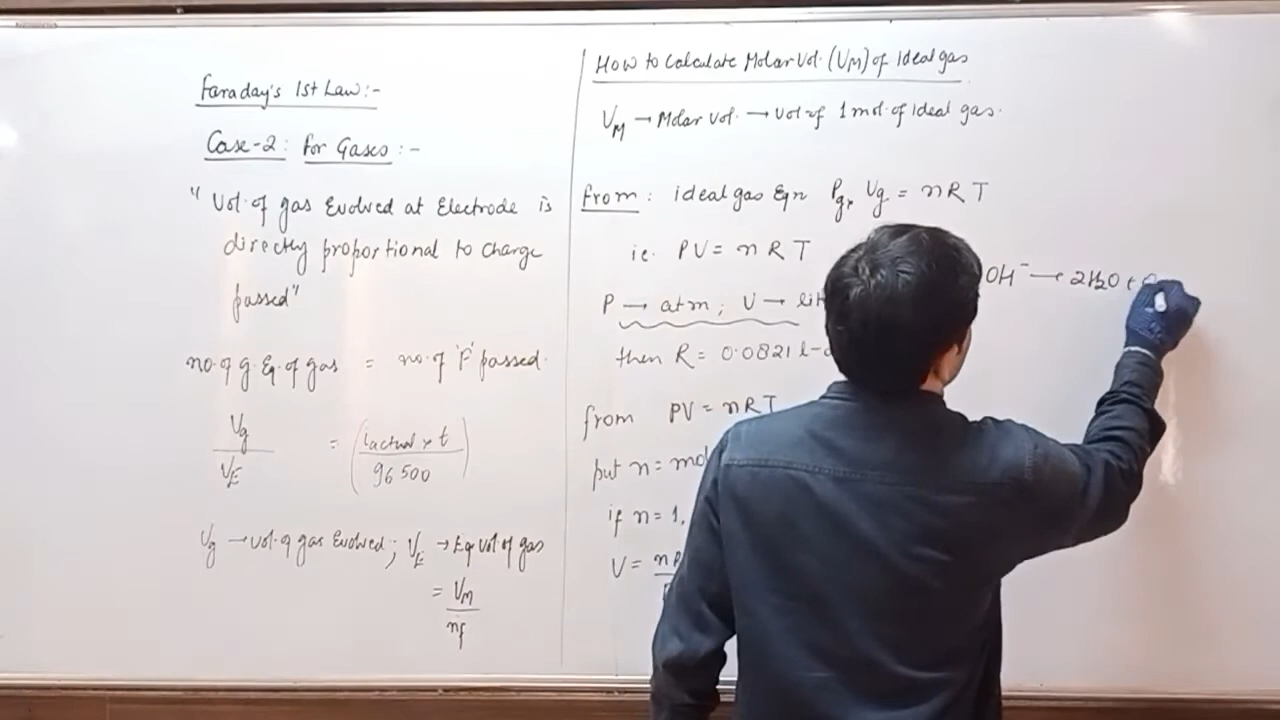 Faraday's 1st Law:-
Case-2: For Gases:-
" Vol. of gas Evolved at Electrode is
directly proportional to charge
passed"
no. of g. Eq. of gas = no. of 'F' passed.
Vg / VE = (iactual × t / 96500)
Vg → vol. of gas Evolved; VE → Eq vol of gas
= VM / nf
How to Calculate Molar Vol. (VM) of ideal gas
VM → Molar Vol. → Vol of 1 mol. of ideal gas.
From: ideal gas Eqn Pg × Vg = nRT
ie. PV = nRT
P → atm ; V →
then R = 0.0821
from PV = nRT
put n =
if n = 1,
V =
OH⁻ → 2H2O +